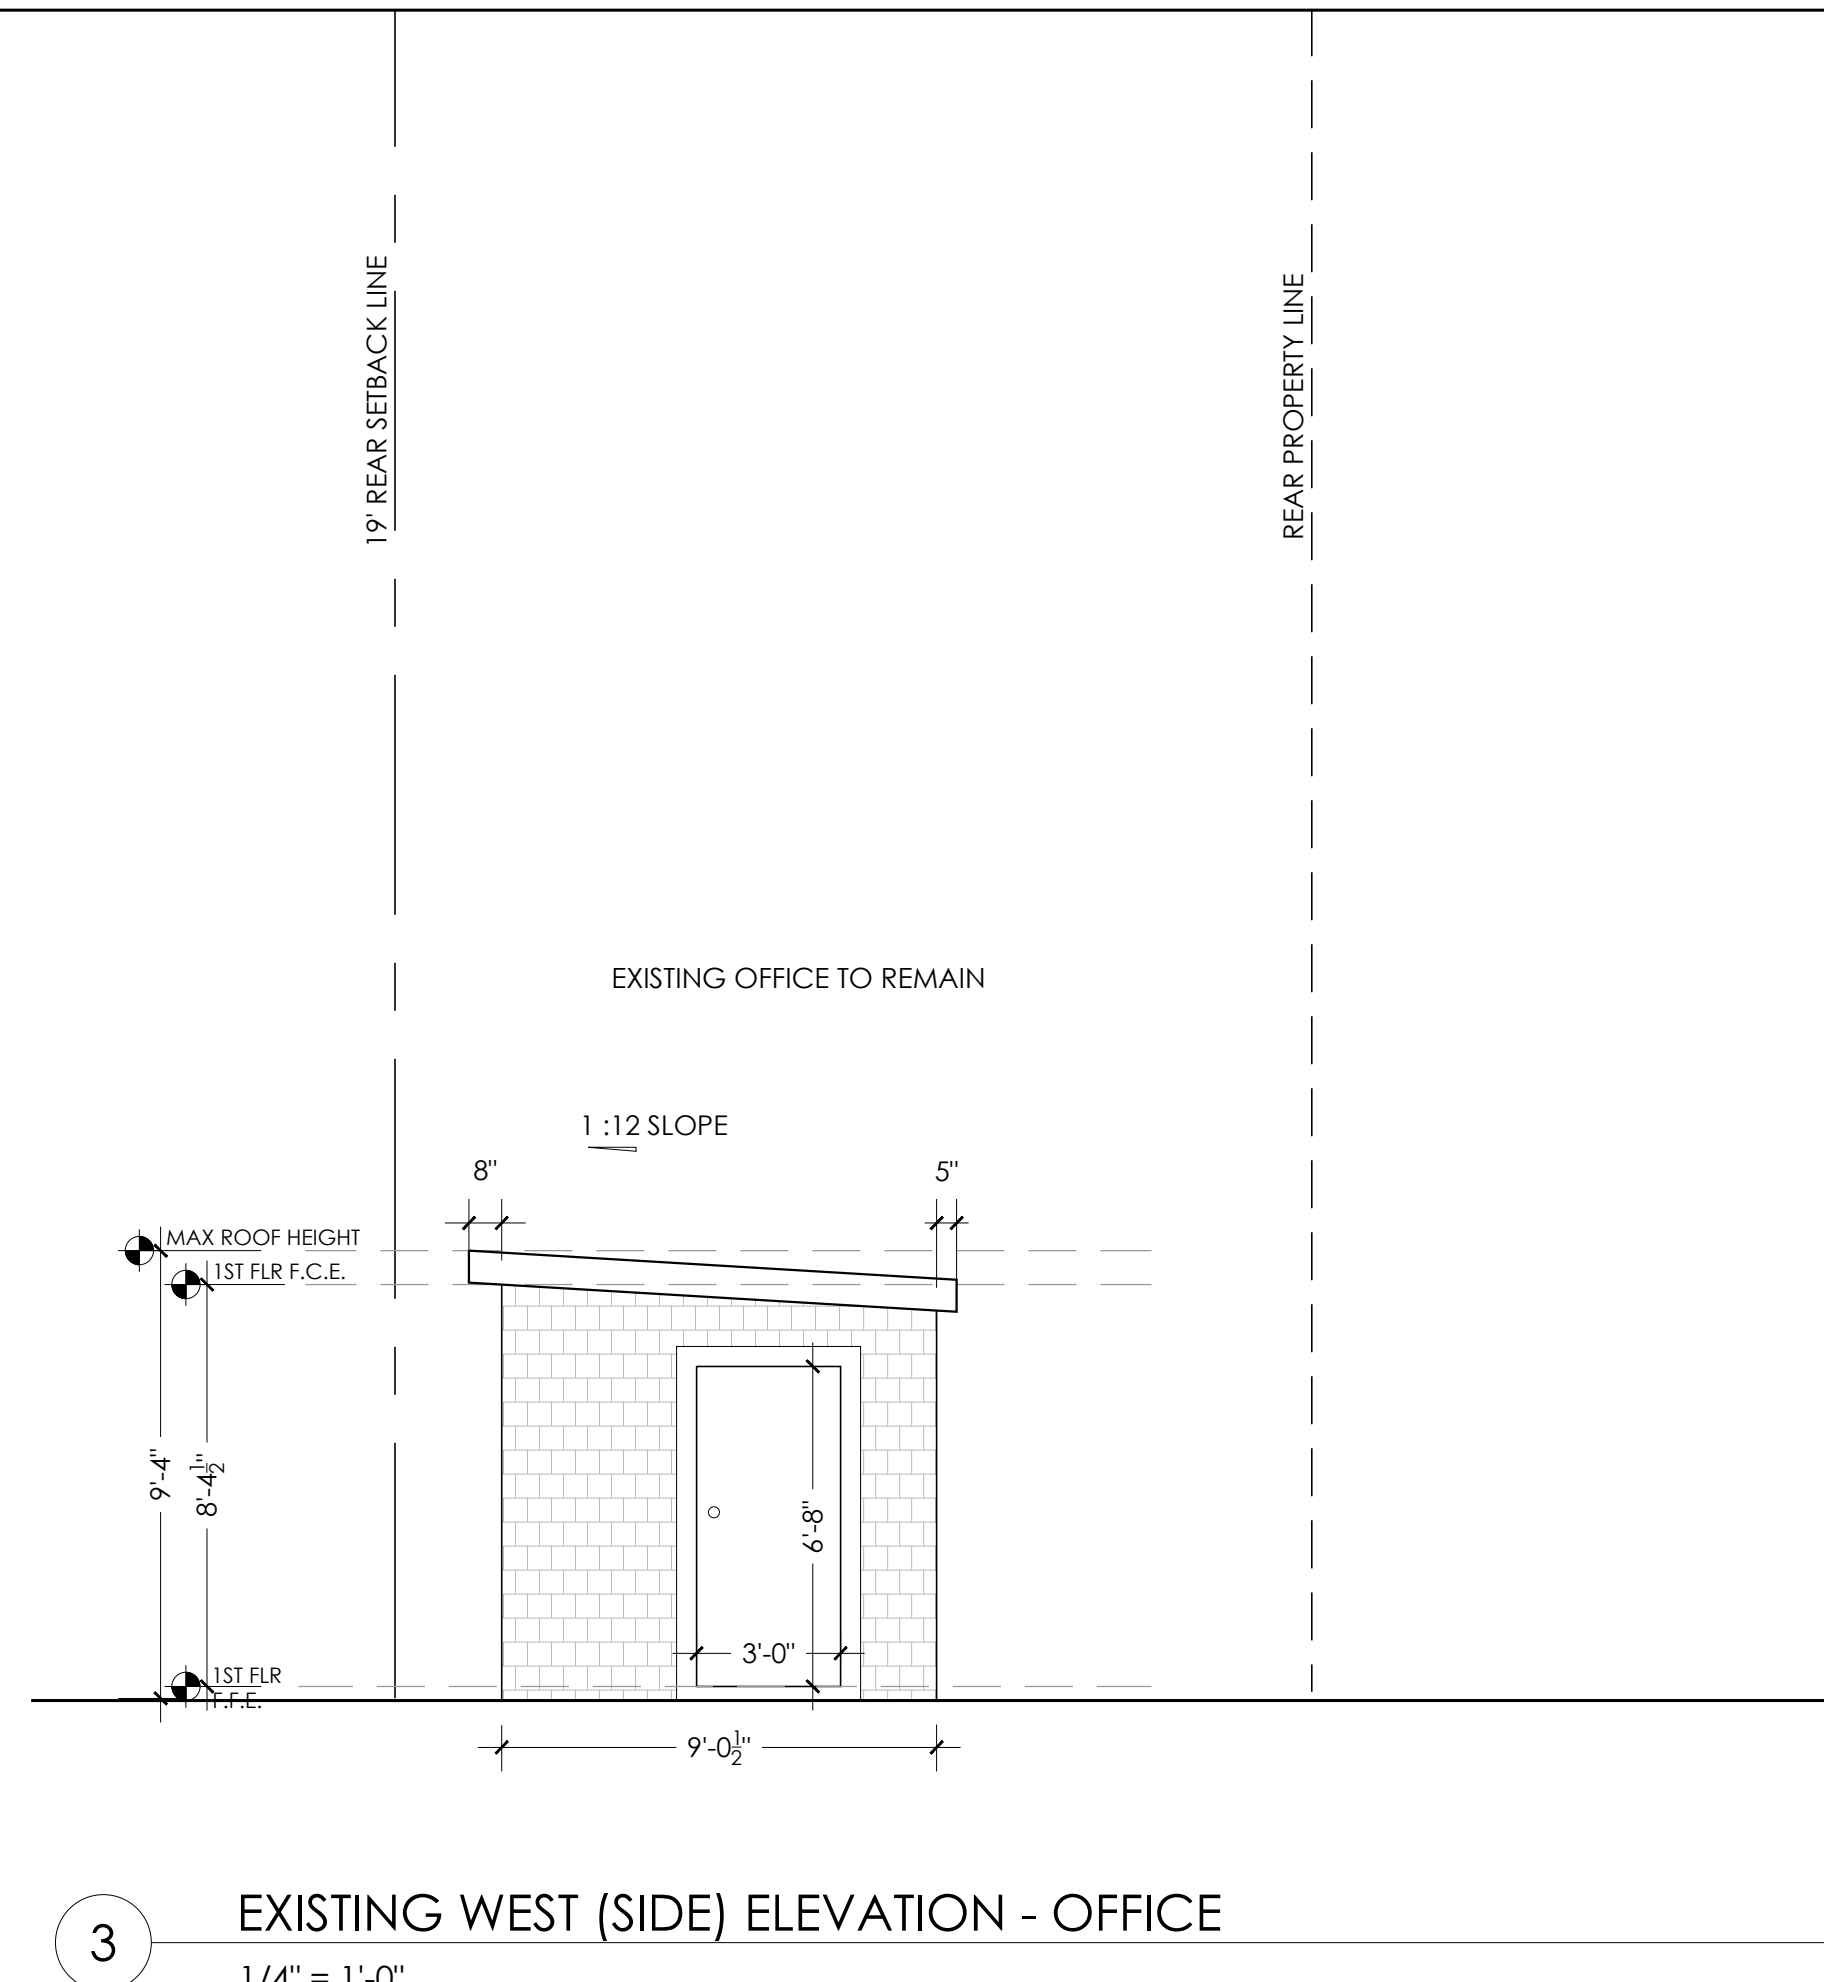 19' REAR SETBACK LINE
REAR PROPERTY LINE
EXISTING OFFICE TO REMAIN
1 :12 SLOPE
8"
5"
MAX ROOF HEIGHT
1ST FLR F.C.E.
9'-4"
8'-4½"
6'-8"
3'-0"
1ST FLR
F.F.E.
9'-0½"
3
EXISTING WEST (SIDE) ELEVATION - OFFICE
1/4" = 1'-0"